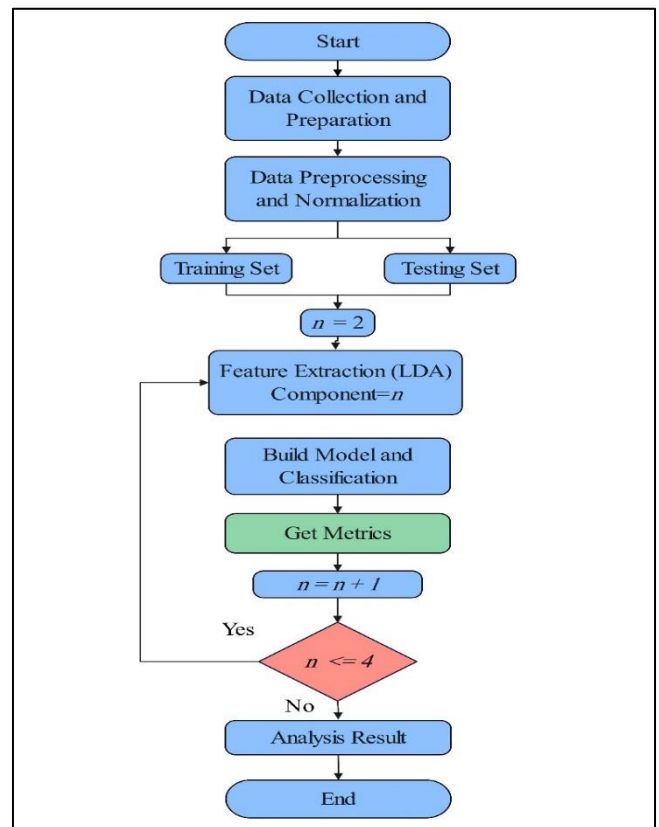 Start
Data Collection and
Preparation
Data Preprocessing
and Normalization
Training Set
Testing Set
n = 2
Feature Extraction (LDA)
Component=n
Build Model and
Classification
Get Metrics
n = n + 1
Yes
n <= 4
No
Analysis Result
End